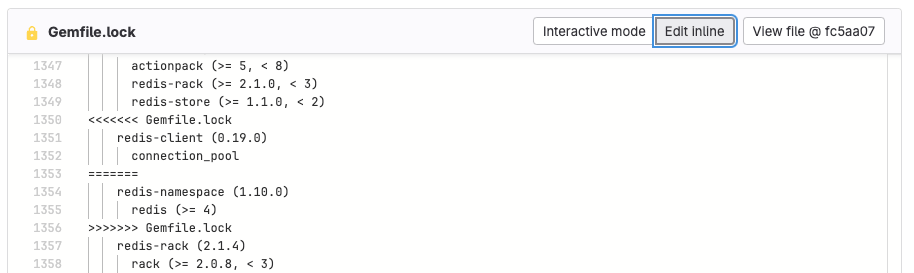 Gemfile.lock
Interactive mode
Edit inline
View file @ fc5aa07
1347 actionpack (>= 5, < 8)
1348 redis-rack (>= 2.1.0, < 3)
1349 redis-store (>= 1.1.0, < 2)
1350 <<<<<<< Gemfile.lock
1351 redis-client (0.19.0)
1352 connection_pool
1353 =======
1354 redis-namespace (1.10.0)
1355 redis (>= 4)
1356 >>>>>>> Gemfile.lock
1357 redis-rack (2.1.4)
1358 rack (>= 2.0.8, < 3)